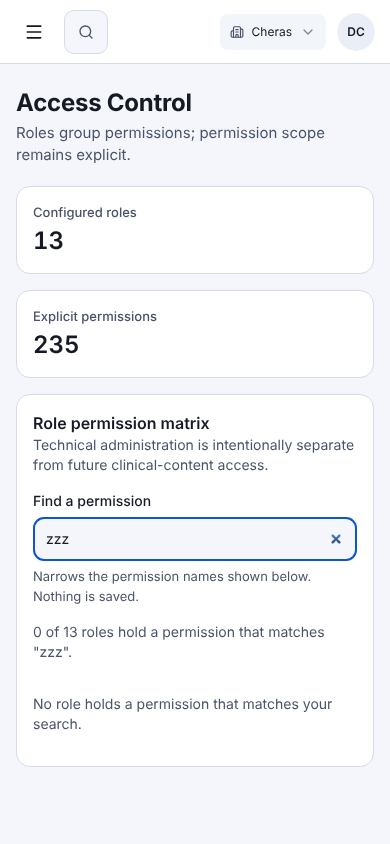 Cheras
DC
Access Control
Roles group permissions; permission scope
remains explicit.
Configured roles
13
Explicit permissions
235
Role permission matrix
Technical administration is intentionally separate
from future clinical-content access.
Find a permission
zzz
Narrows the permission names shown below.
Nothing is saved.
0 of 13 roles hold a permission that matches
"zzz".
No role holds a permission that matches your
search.